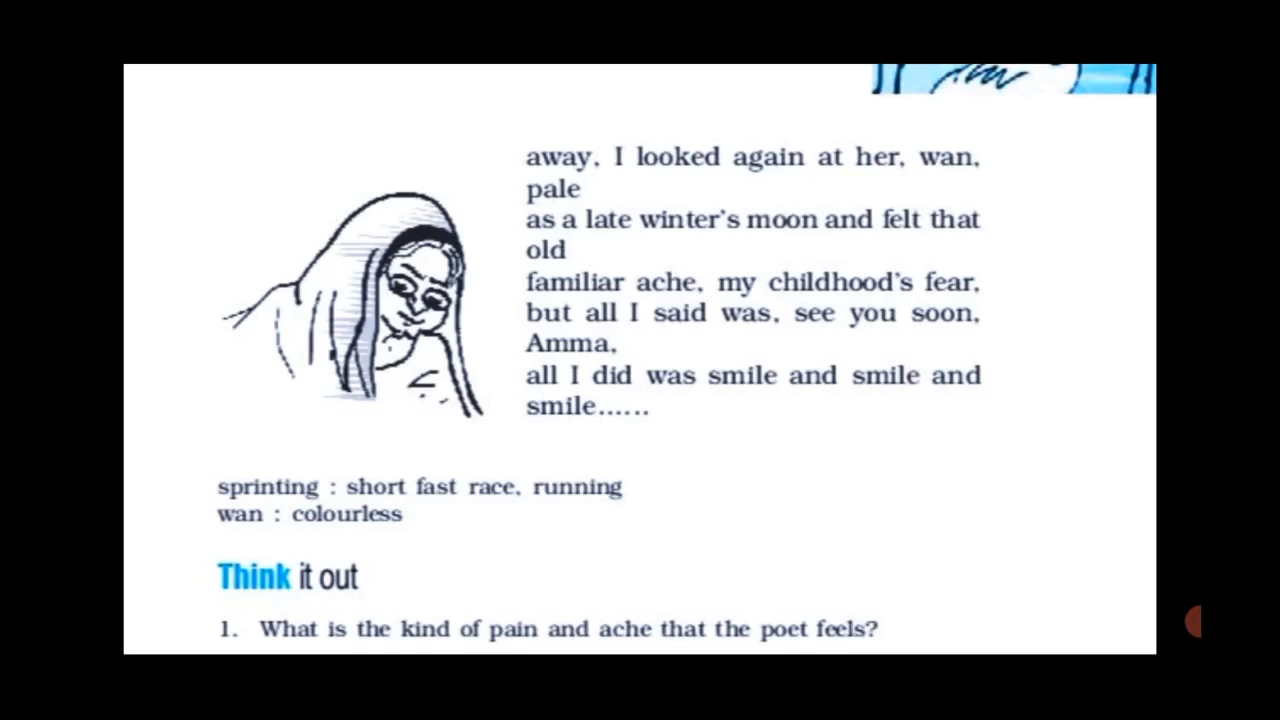 away, I looked again at her, wan,
pale
as a late winter's moon and felt that
old
familiar ache, my childhood's fear,
but all I said was, see you soon,
Amma,
all I did was smile and smile and
smile......
sprinting : short fast race, running
wan : colourless
Think it out
1. What is the kind of pain and ache that the poet feels?